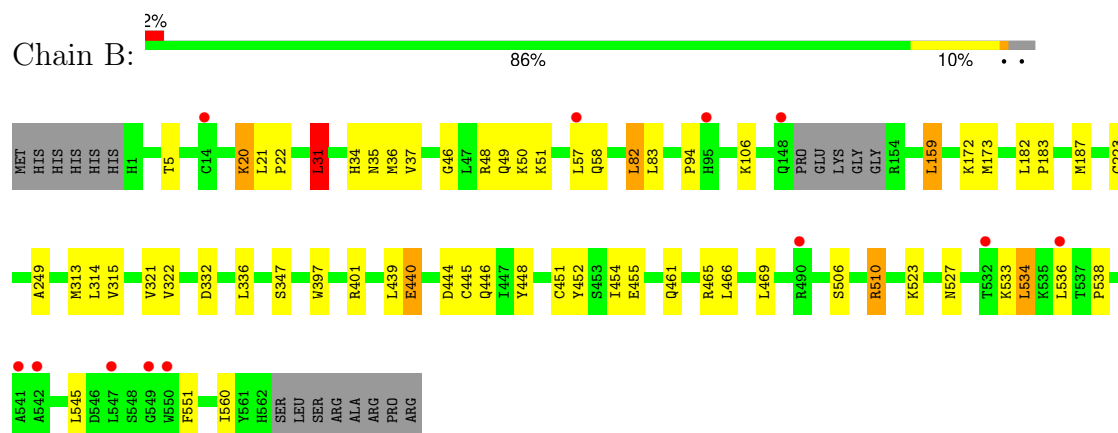 2%
Chain B:
86% 10% • •
MET HIS HIS HIS HIS HIS H1 T5 C14 K20 L21 P22 L31 H34 N35 M36 V37 G46 L47 R48 Q49 K50 K51 L57 Q58 L82 L83 P94 H95 K106 Q148 PRO GLU LYS GLY GLY R154 L159 K172 M173 L182 P183 M187
A249 M313 L314 V315 V321 V322 D332 L336 S347 W397 R401 L439 E440 D444 C445 Q446 I447 Y448 C451 Y452 S453 I454 E455 Q461 R465 L466 L469 R490 S506 R510 K523 N527 T532 K533 L534 K535 L536 T537 P538
A541 A542 L545 D546 L547 S548 G549 W550 F551 I560 Y561 H562 SER LEU SER ARG ALA ARG PRO ARG